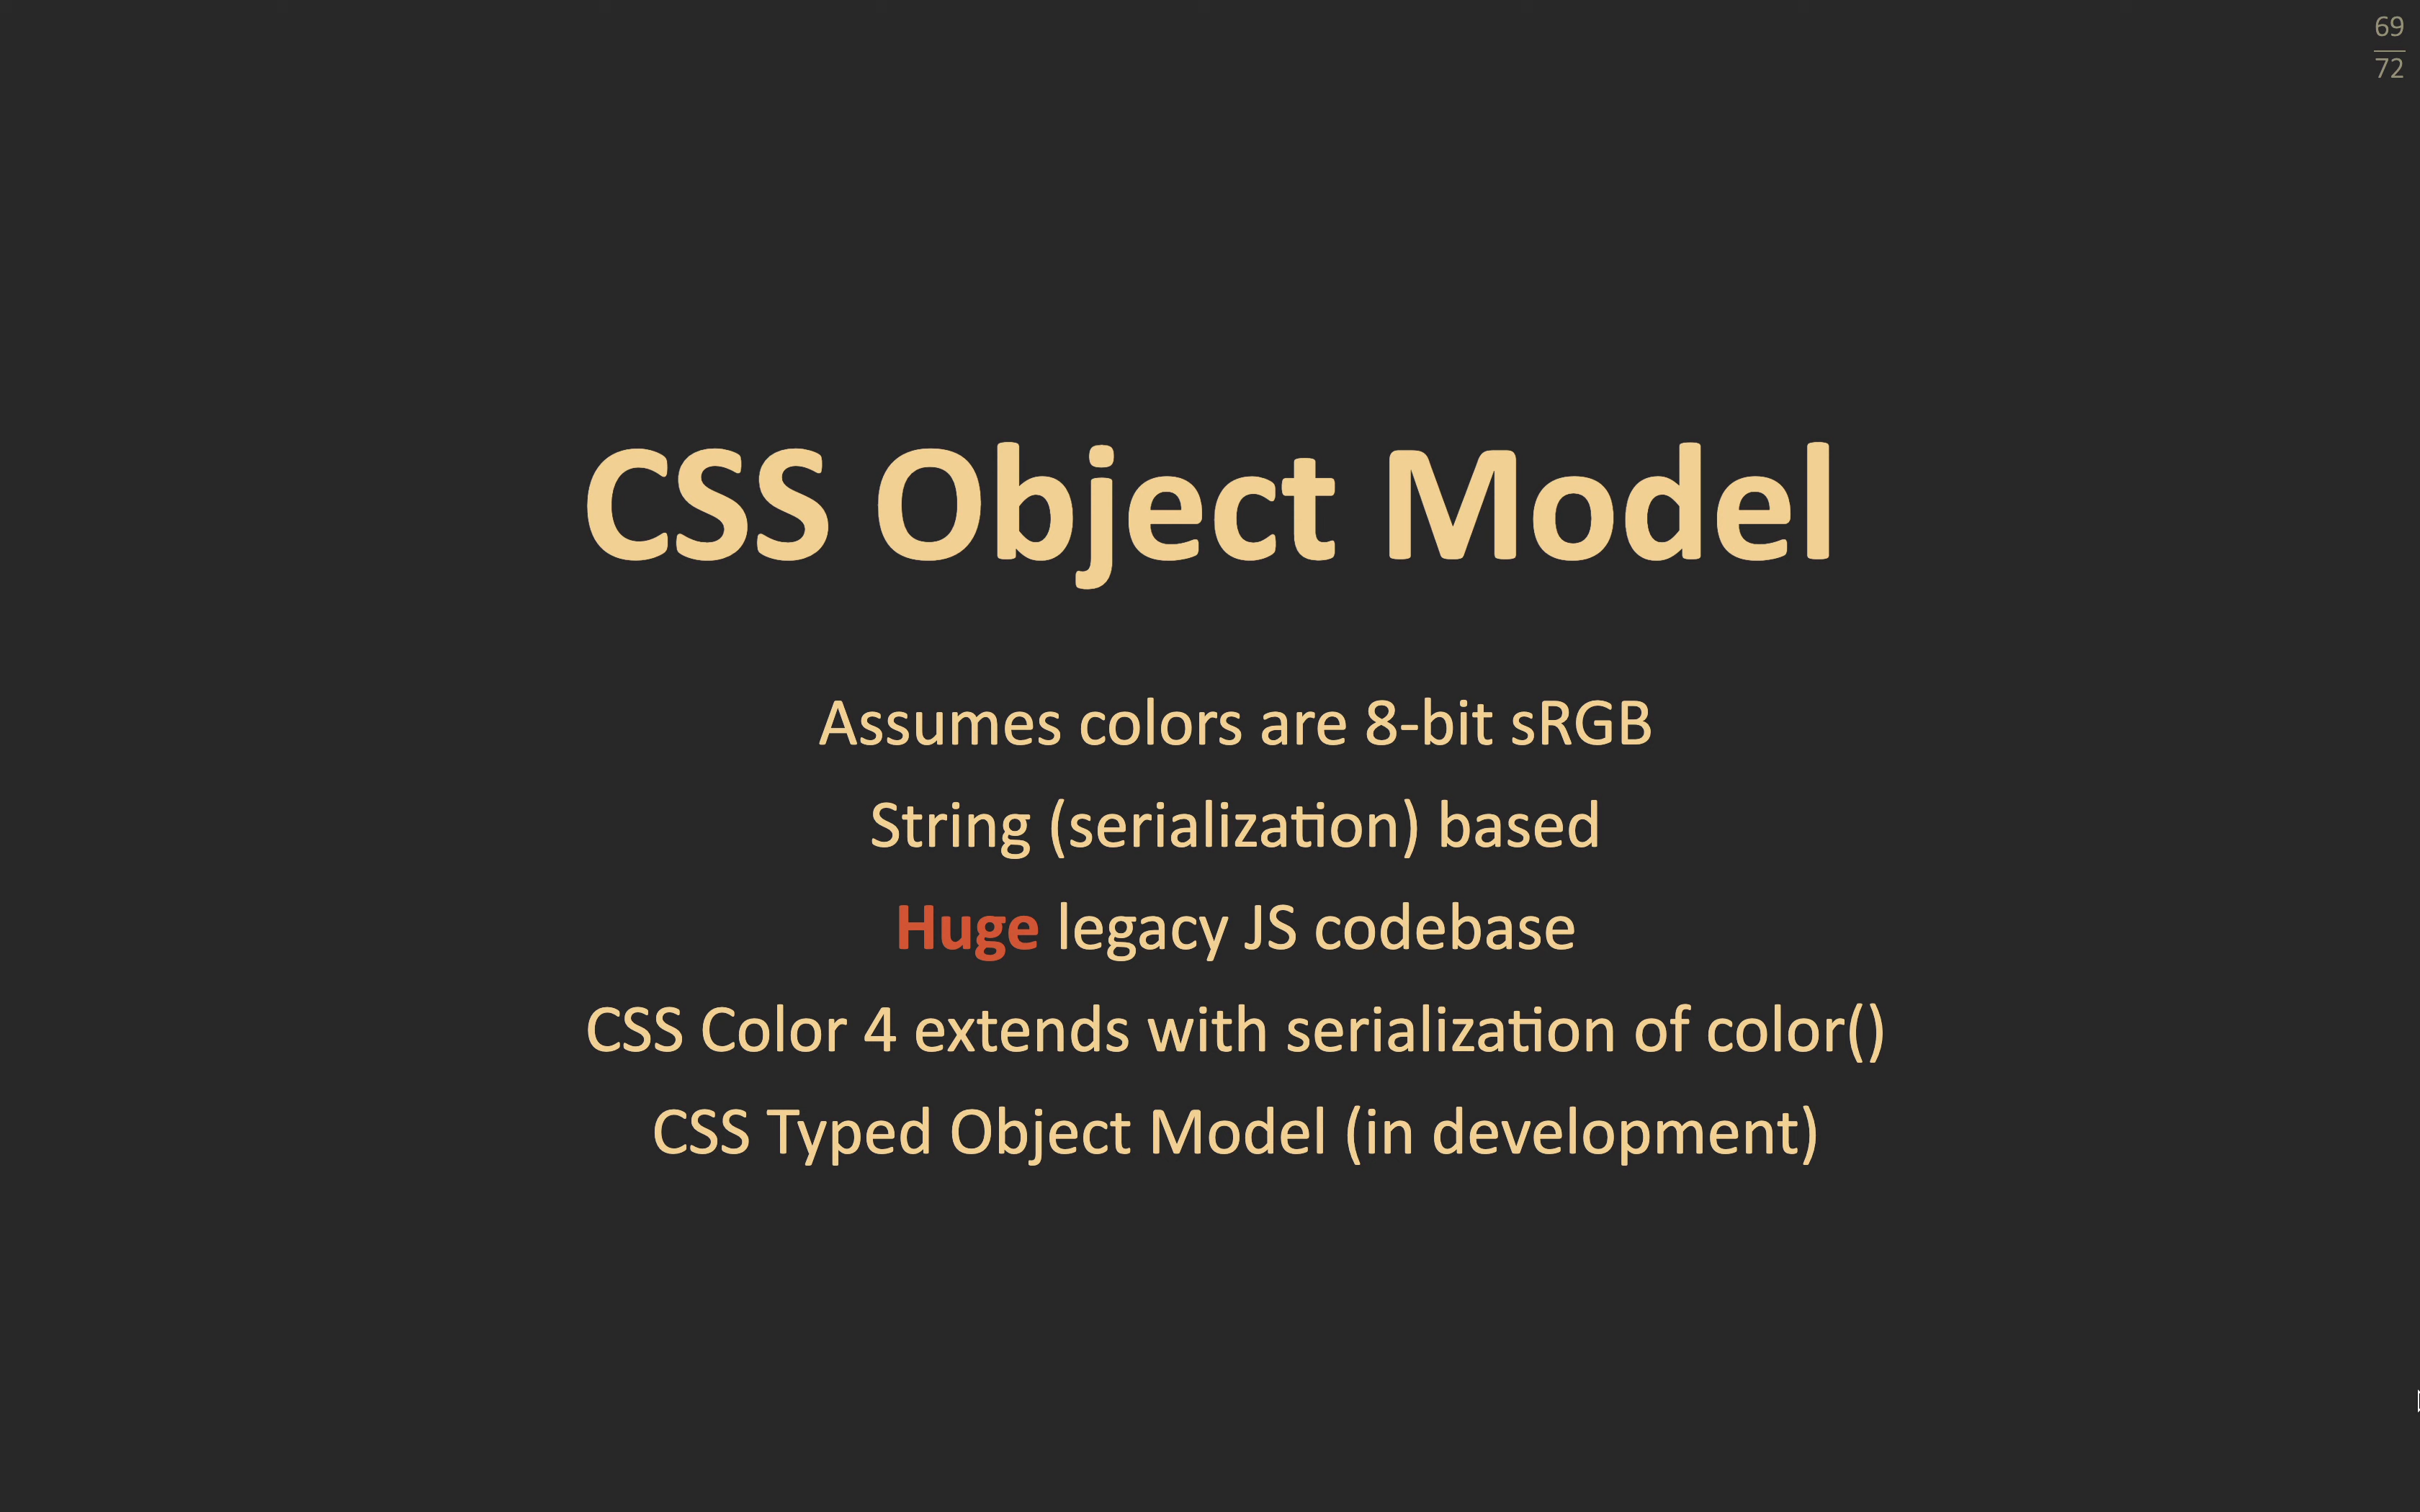 69
72
CSS Object Model
Assumes colors are 8-bit sRGB
String (serialization) based
Huge legacy JS codebase
CSS Color 4 extends with serialization of color()
CSS Typed Object Model (in development)